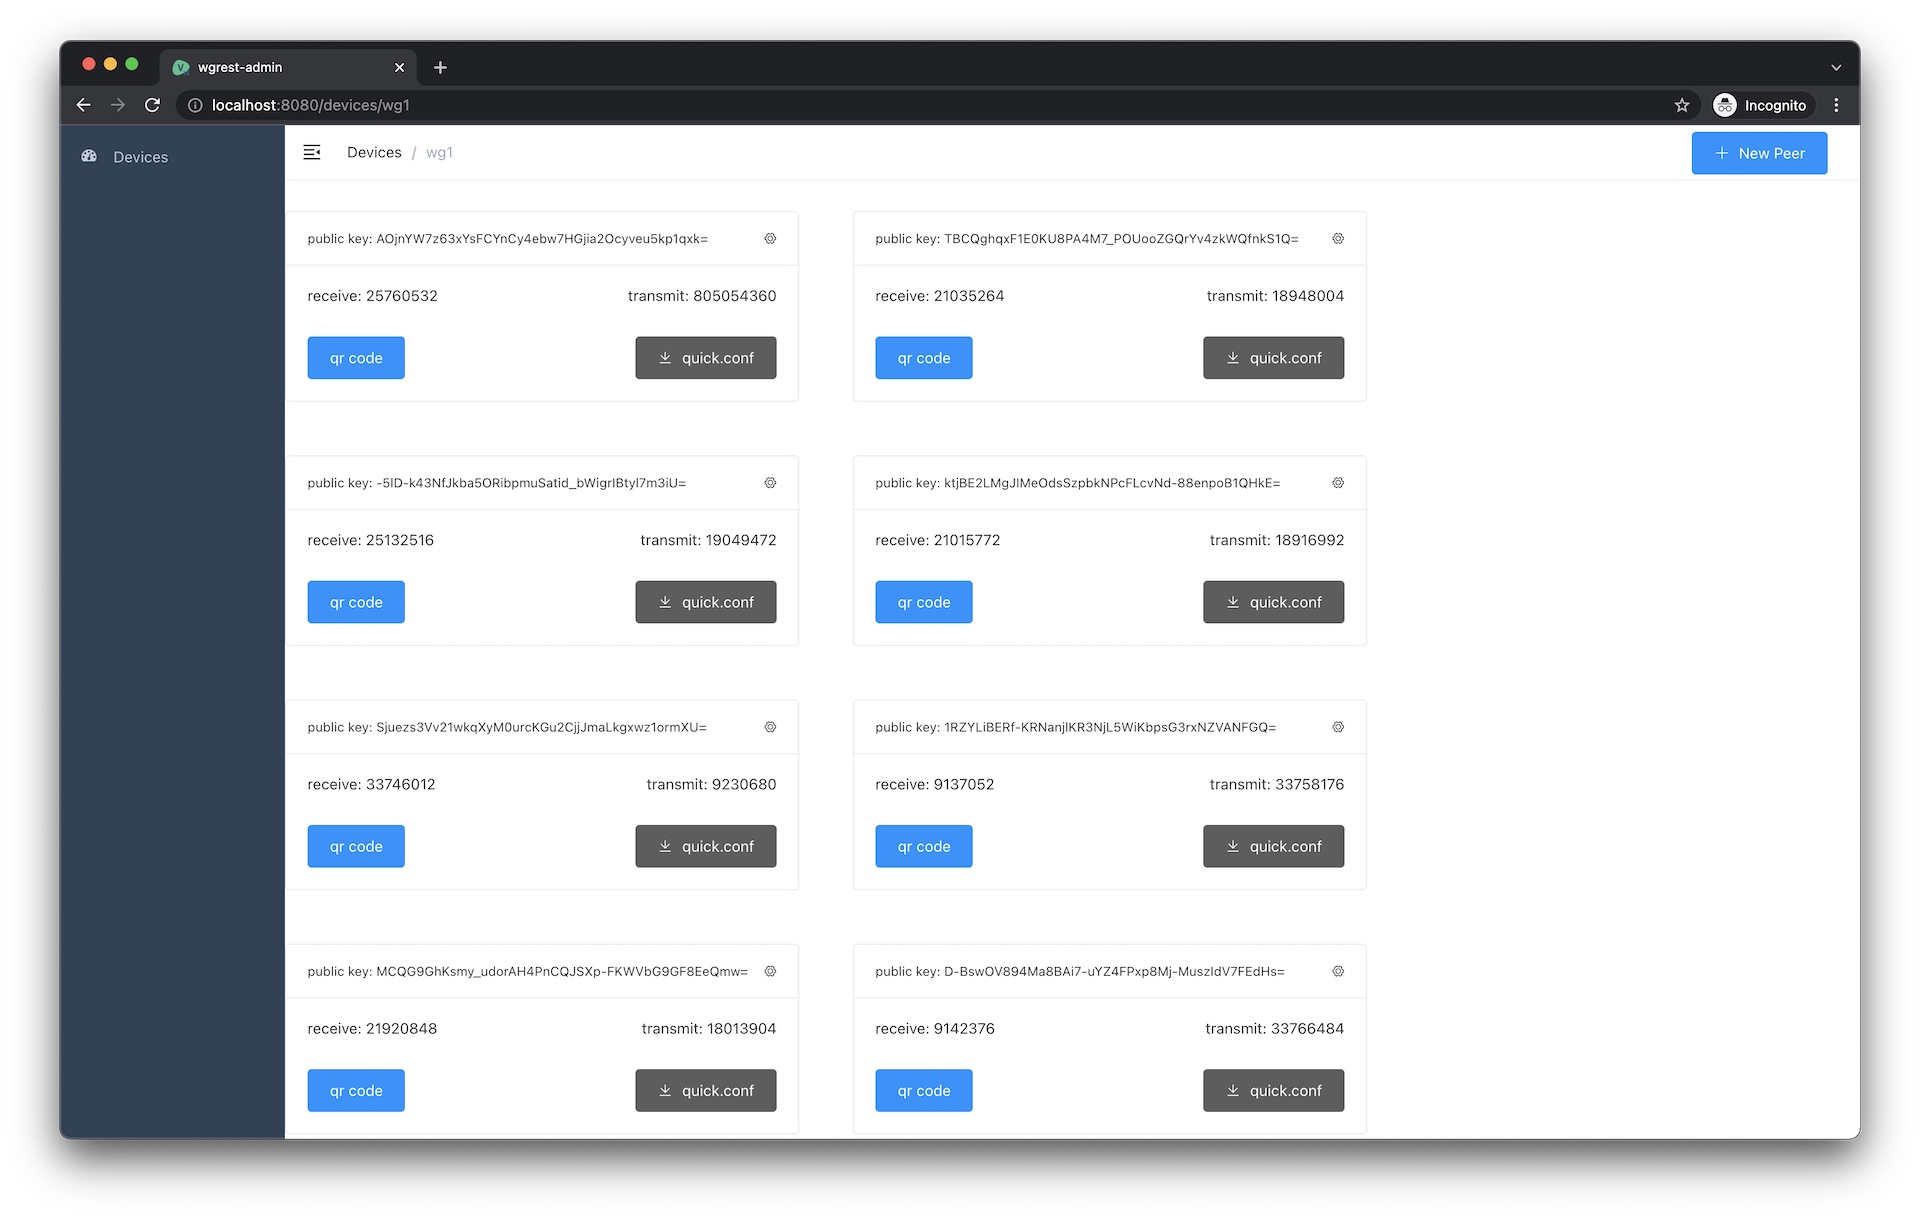 wgrest-admin
localhost:8080/devices/wg1
Incognito
Devices
Devices / wg1
New Peer
public key: AOjnYW7z63xYsFCYnCy4ebw7HGjia2Ocyveu5kp1qxk=
public key: TBCQghqxF1E0KU8PA4M7_POUooZGQrYv4zkWQfnkS1Q=
receive: 25760532 transmit: 805054360
receive: 21035264 transmit: 18948004
qr code quick.conf
qr code quick.conf
public key: -5ID-k43NfJkba5ORibpmuSatid_bWigrIBtyl7m3iU=
public key: ktjBE2LMgJlMeOdsSzpbkNPcFLcvNd-88enpoB1QHkE=
receive: 25132516 transmit: 19049472
receive: 21015772 transmit: 18916992
qr code quick.conf
qr code quick.conf
public key: Sjuezs3Vv21wkqXyM0urcKGu2CjjJmaLkgxwz1ormXU=
public key: 1RZYLiBERf-KRNanjlKR3NjL5WiKbpsG3rxNZVANFGQ=
receive: 33746012 transmit: 9230680
receive: 9137052 transmit: 33758176
qr code quick.conf
qr code quick.conf
public key: MCQG9GhKsmy_udorAH4PnCQJSXp-FKWVbG9GF8EeQmw=
public key: D-BswOV894Ma8BAi7-uYZ4FPxp8Mj-MuszIdV7FEdHs=
receive: 21920848 transmit: 18013904
receive: 9142376 transmit: 33766484
qr code quick.conf
qr code quick.conf